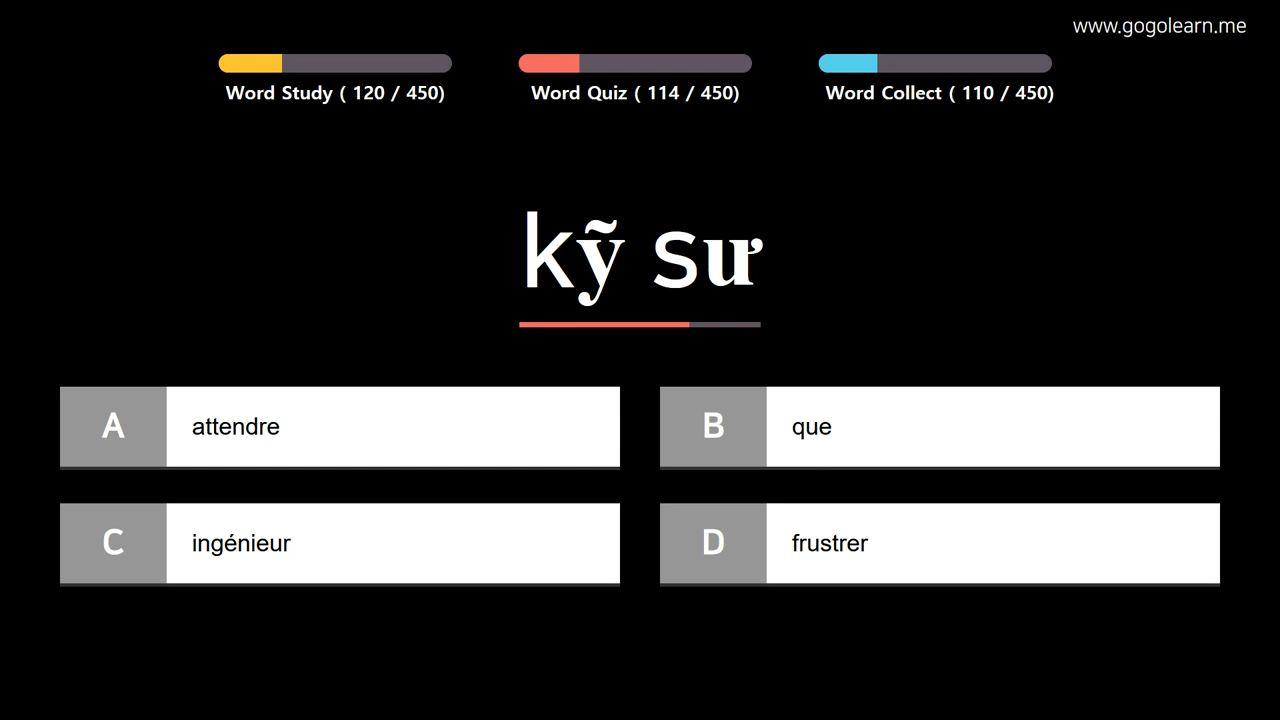 www.gogolearn.me
Word Study ( 120 / 450)
Word Quiz ( 114 / 450)
Word Collect ( 110 / 450)
kỹ sư
A attendre
B que
C ingénieur
D frustrer